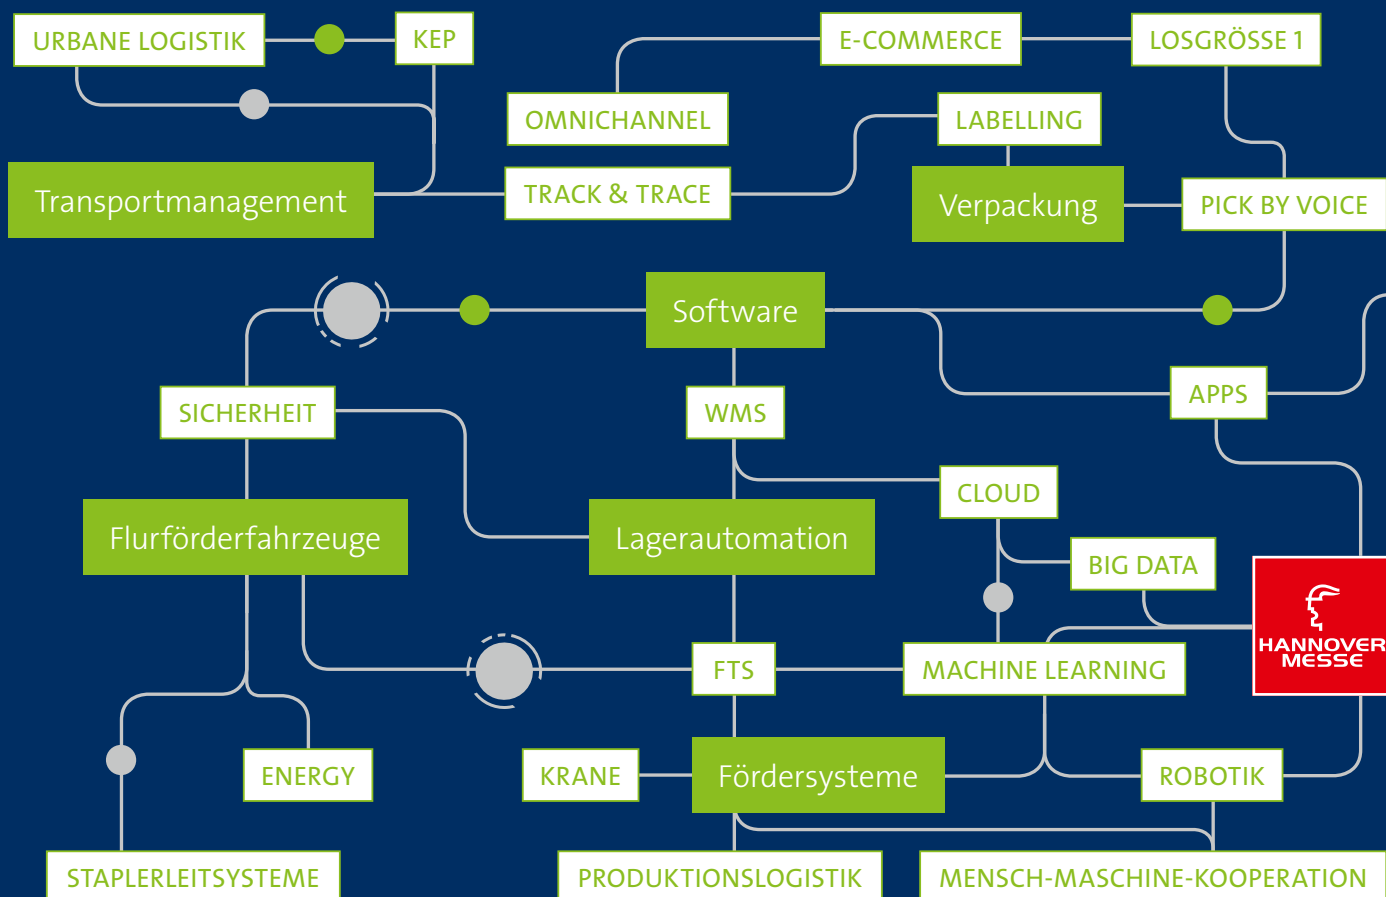 URBANE LOGISTIK
KEP
E-COMMERCE
LOSGRÖSSE 1
OMNICHANNEL
LABELLING
Transportmanagement
TRACK & TRACE
Verpackung
PICK BY VOICE
Software
SICHERHEIT
WMS
APPS
CLOUD
Flurförderfahrzeuge
Lagerautomation
BIG DATA
HANNOVER
MESSE
FTS
MACHINE LEARNING
ENERGY
KRANE
Fördersysteme
ROBOTIK
STAPLERLEITSYSTEME
PRODUKTIONSLOGISTIK
MENSCH-MASCHINE-KOOPERATION